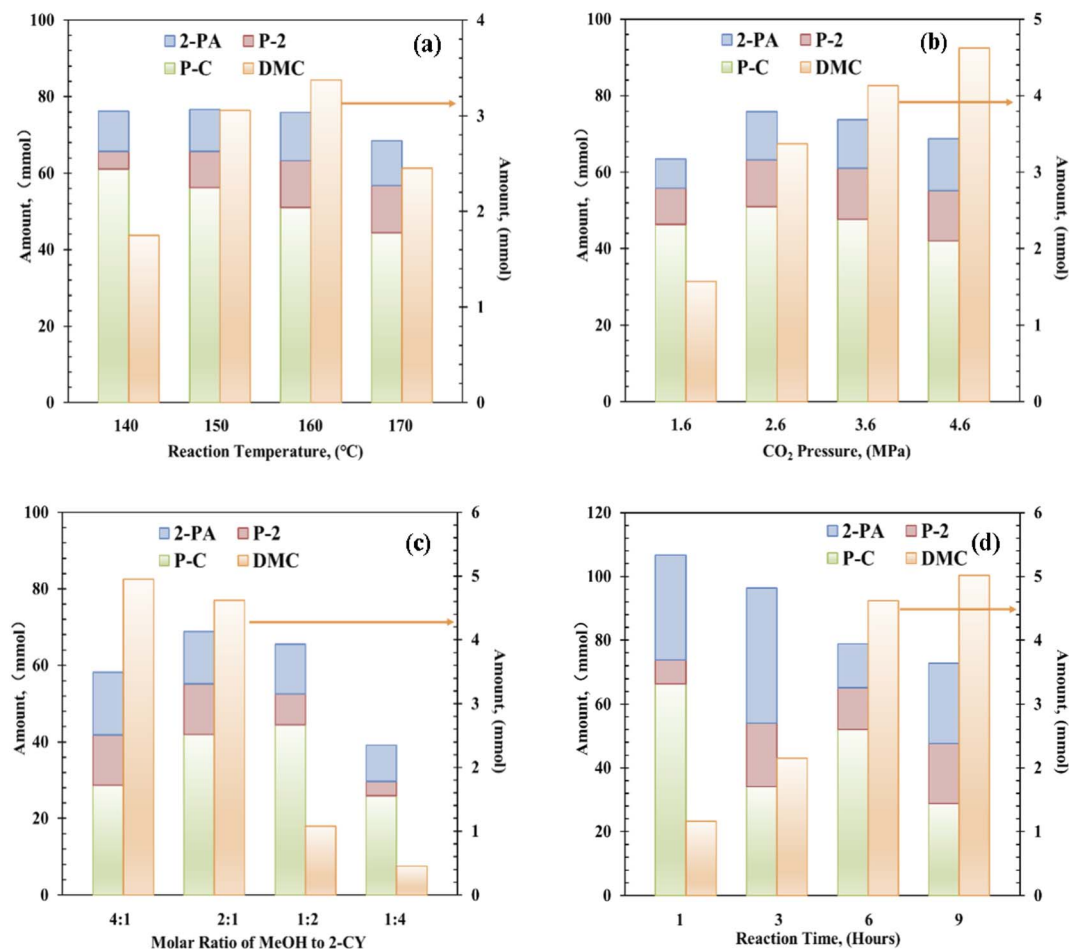 (a)
2-PA P-2
P-C DMC
100
80
60
40
20
0
Amount, (mmol)
4
3
2
1
0
Amount, (mmol)
140 150 160 170
Reaction Temperature, (°C)
(b)
2-PA P-2
P-C DMC
100
80
60
40
20
0
Amount, (mmol)
5
4
3
2
1
0
Amount, (mmol)
1.6 2.6 3.6 4.6
CO₂ Pressure, (MPa)
(c)
2-PA P-2
P-C DMC
100
80
60
40
20
0
Amount, (mmol)
6
5
4
3
2
1
0
Amount, (mmol)
4:1 2:1 1:2 1:4
Molar Ratio of MeOH to 2-CY
(d)
2-PA P-2
P-C DMC
120
100
80
60
40
20
0
Amount, (mmol)
6
5
4
3
2
1
0
Amount, (mmol)
1 3 6 9
Reaction Time, (Hours)